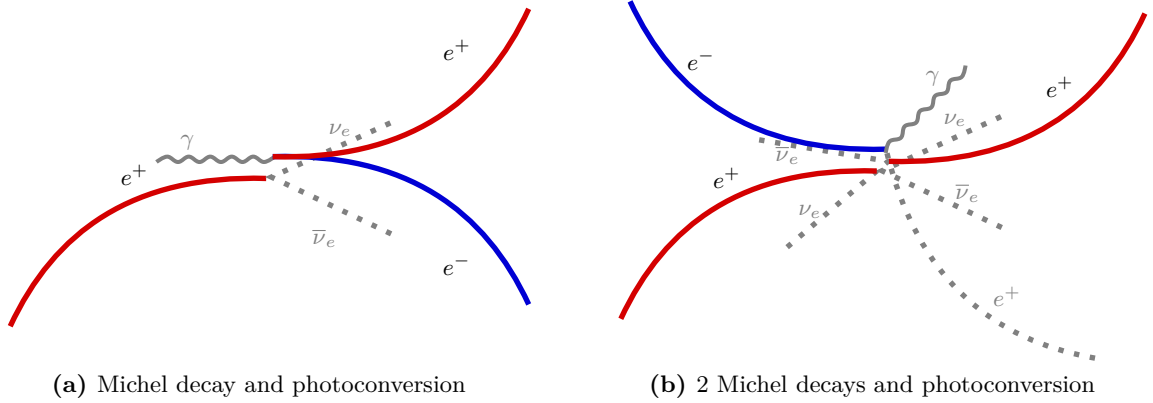 e⁺
e⁻
γ
e⁺
ν_e
γ
ν_e
ν̅_e
e⁺
e⁺
ν̅_e
ν̅_e
ν_e
e⁻
e⁺
(a) Michel decay and photoconversion
(b) 2 Michel decays and photoconversion